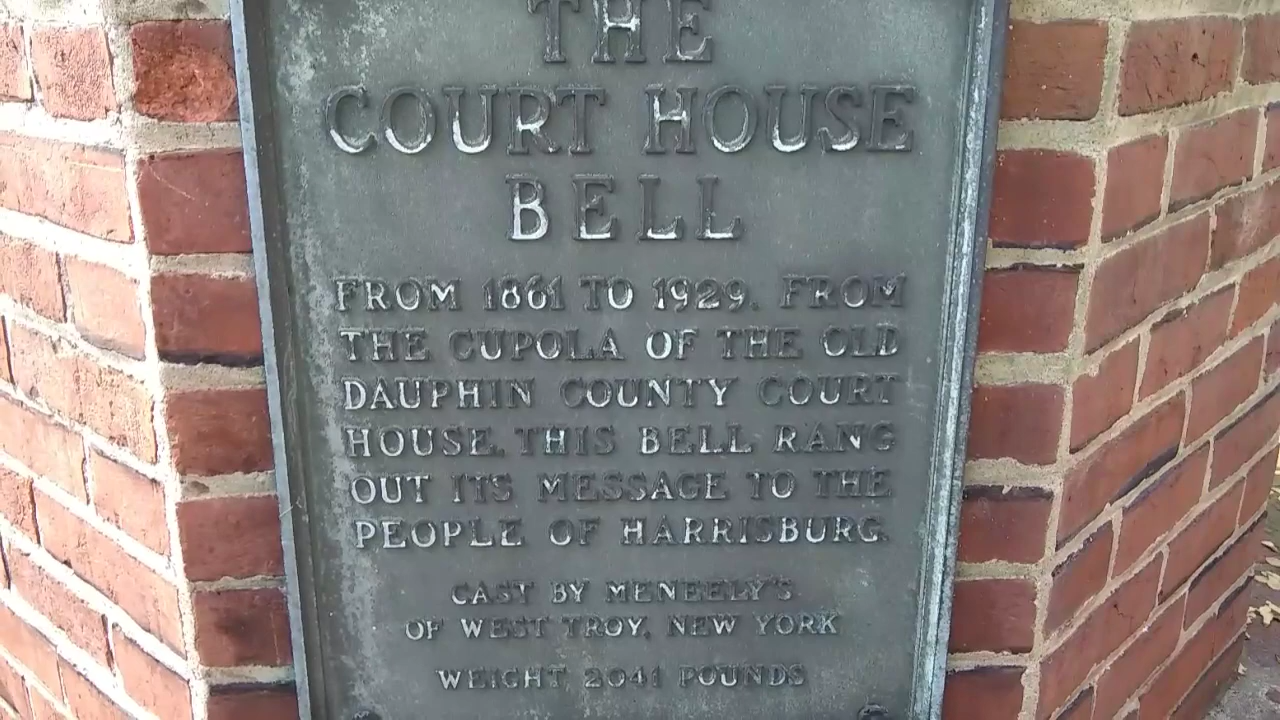 THE
COURT HOUSE
BELL
FROM 1861 TO 1929. FROM
THE CUPOLA OF THE OLD
DAUPHIN COUNTY COURT
HOUSE. THIS BELL RANG
OUT ITS MESSAGE TO THE
PEOPLE OF HARRISBURG.
CAST BY MENEELY'S
OF WEST TROY, NEW YORK
WEIGHT 2041 POUNDS